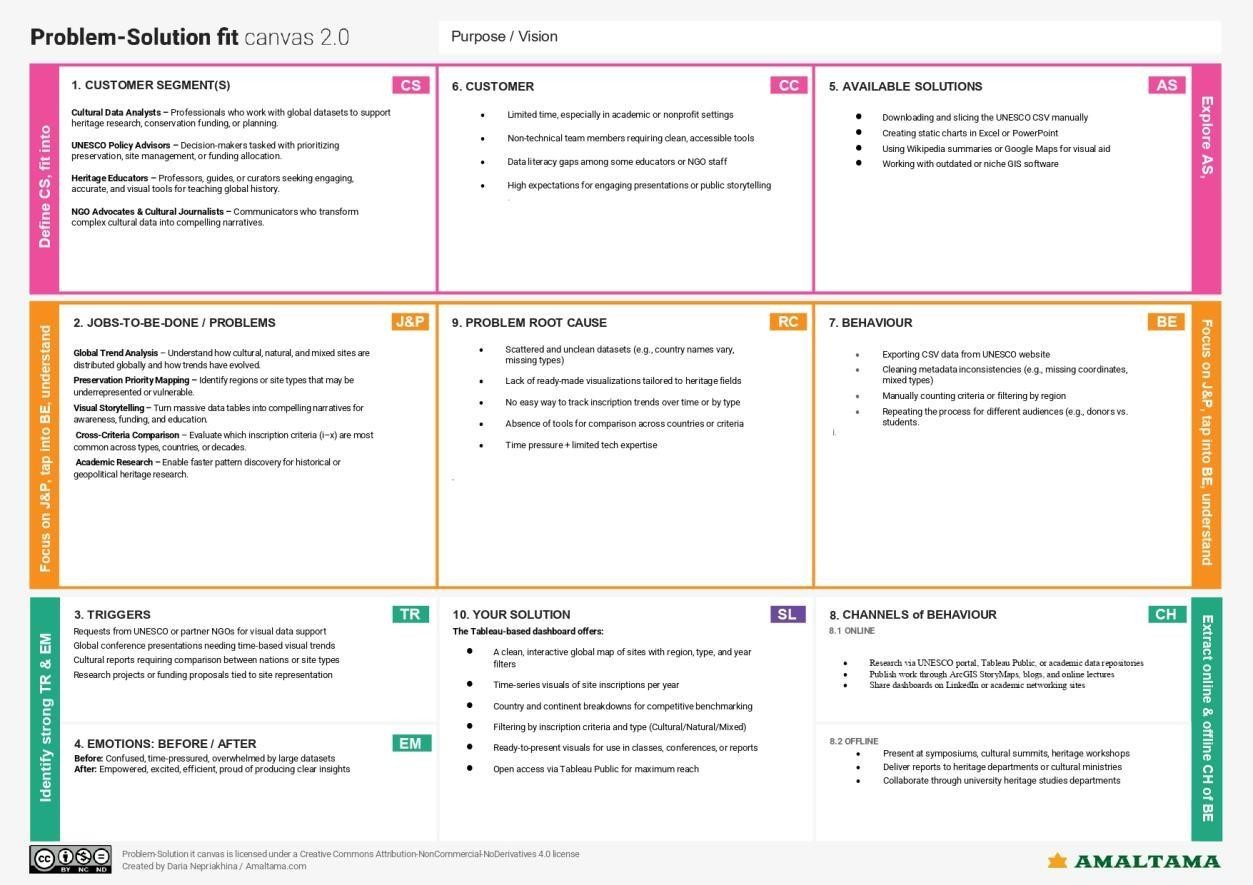 Problem-Solution fit canvas 2.0
Purpose / Vision
Define CS, fit into
1. CUSTOMER SEGMENT(S)
CS
Cultural Data Analysts – Professionals who work with global datasets to support
heritage research, conservation funding, or planning.
UNESCO Policy Advisors – Decision-makers tasked with prioritizing
preservation, site management, or funding allocation.
Heritage Educators – Professors, guides, or curators seeking engaging,
accurate, and visual tools for teaching global history.
NGO Advocates & Cultural Journalists – Communicators who transform
complex cultural data into compelling narratives.
6. CUSTOMER
CC
• Limited time, especially in academic or nonprofit settings
• Non-technical team members requiring clean, accessible tools
• Data literacy gaps among some educators or NGO staff
• High expectations for engaging presentations or public storytelling
.
5. AVAILABLE SOLUTIONS
AS
● Downloading and slicing the UNESCO CSV manually
● Creating static charts in Excel or PowerPoint
● Using Wikipedia summaries or Google Maps for visual aid
● Working with outdated or niche GIS software
Explore AS,
Focus on J&P, tap into BE, understand
2. JOBS-TO-BE-DONE / PROBLEMS
J&P
Global Trend Analysis – Understand how cultural, natural, and mixed sites are
distributed globally and how trends have evolved.
Preservation Priority Mapping – Identify regions or site types that may be
underrepresented or vulnerable.
Visual Storytelling – Turn massive data tables into compelling narratives for
awareness, funding, and education.
Cross-Criteria Comparison – Evaluate which inscription criteria (i–x) are most
common across types, countries, or decades.
Academic Research – Enable faster pattern discovery for historical or
geopolitical heritage research.
9. PROBLEM ROOT CAUSE
RC
• Scattered and unclean datasets (e.g., country names vary,
missing types)
• Lack of ready-made visualizations tailored to heritage fields
• No easy way to track inscription trends over time or by type
• Absence of tools for comparison across countries or criteria
• Time pressure + limited tech expertise
.
7. BEHAVIOUR
BE
• Exporting CSV data from UNESCO website
• Cleaning metadata inconsistencies (e.g., missing coordinates,
mixed types)
• Manually counting criteria or filtering by region
• Repeating the process for different audiences (e.g., donors vs.
students.
i.
Focus on J&P, tap into BE, understand
Identify strong TR & EM
3. TRIGGERS
TR
Requests from UNESCO or partner NGOs for visual data support
Global conference presentations needing time-based visual trends
Cultural reports requiring comparison between nations or site types
Research projects or funding proposals tied to site representation
4. EMOTIONS: BEFORE / AFTER
EM
Before: Confused, time-pressured, overwhelmed by large datasets
After: Empowered, excited, efficient, proud of producing clear insights
10. YOUR SOLUTION
SL
The Tableau-based dashboard offers:
● A clean, interactive global map of sites with region, type, and year
filters
● Time-series visuals of site inscriptions per year
● Country and continent breakdowns for competitive benchmarking
● Filtering by inscription criteria and type (Cultural/Natural/Mixed)
● Ready-to-present visuals for use in classes, conferences, or reports
● Open access via Tableau Public for maximum reach
8. CHANNELS of BEHAVIOUR
CH
8.1 ONLINE
• Research via UNESCO portal, Tableau Public, or academic data repositories
• Publish work through ArcGIS StoryMaps, blogs, and online lectures
• Share dashboards on LinkedIn or academic networking sites
8.2 OFFLINE
• Present at symposiums, cultural summits, heritage workshops
• Deliver reports to heritage departments or cultural ministries
• Collaborate through university heritage studies departments
Extract online & offline CH of BE
CC BY NC ND
Problem-Solution it canvas is licensed under a Creative Commons Attribution-NonCommercial-NoDerivatives 4.0 license
Created by Daria Nepriakhina / Amaltama.com
AMALTAMA